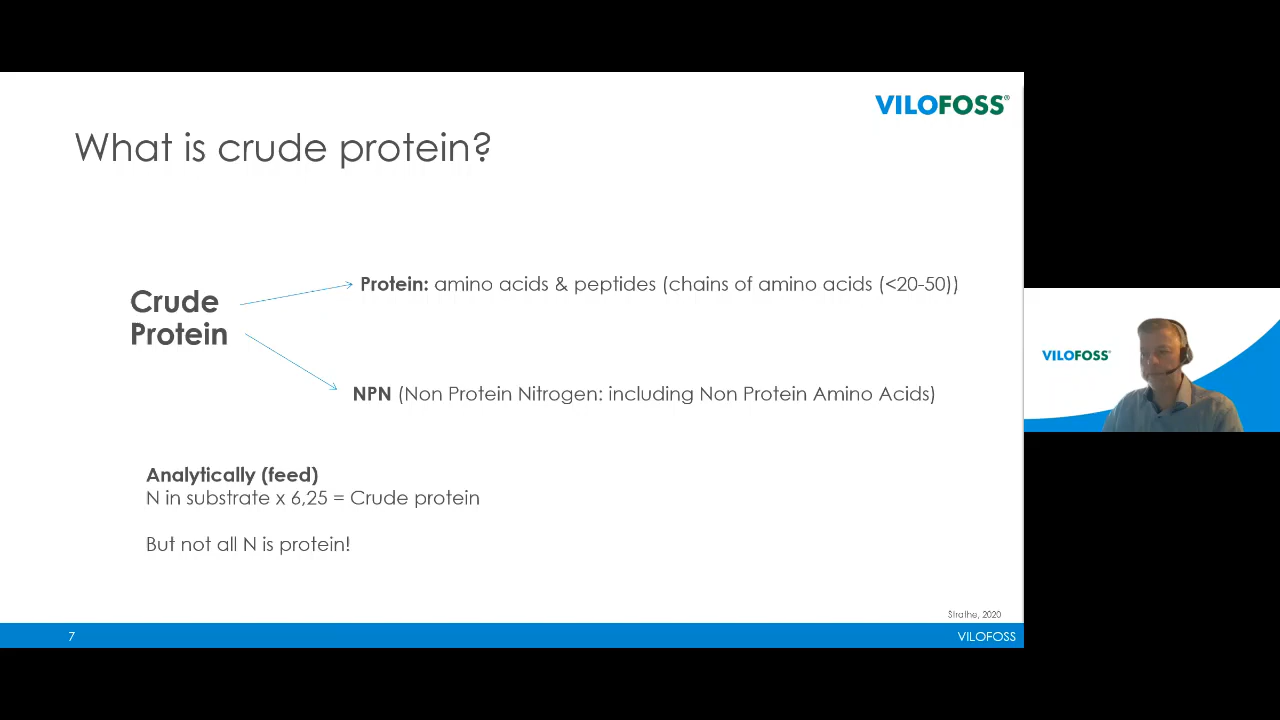 VILOFOSS®
What is crude protein?
Crude
Protein
Protein: amino acids & peptides (chains of amino acids (<20-50))
NPN (Non Protein Nitrogen: including Non Protein Amino Acids)
Analytically (feed)
N in substrate x 6,25 = Crude protein
But not all N is protein!
Strathe, 2020
7
VILOFOSS
VILOFOSS®